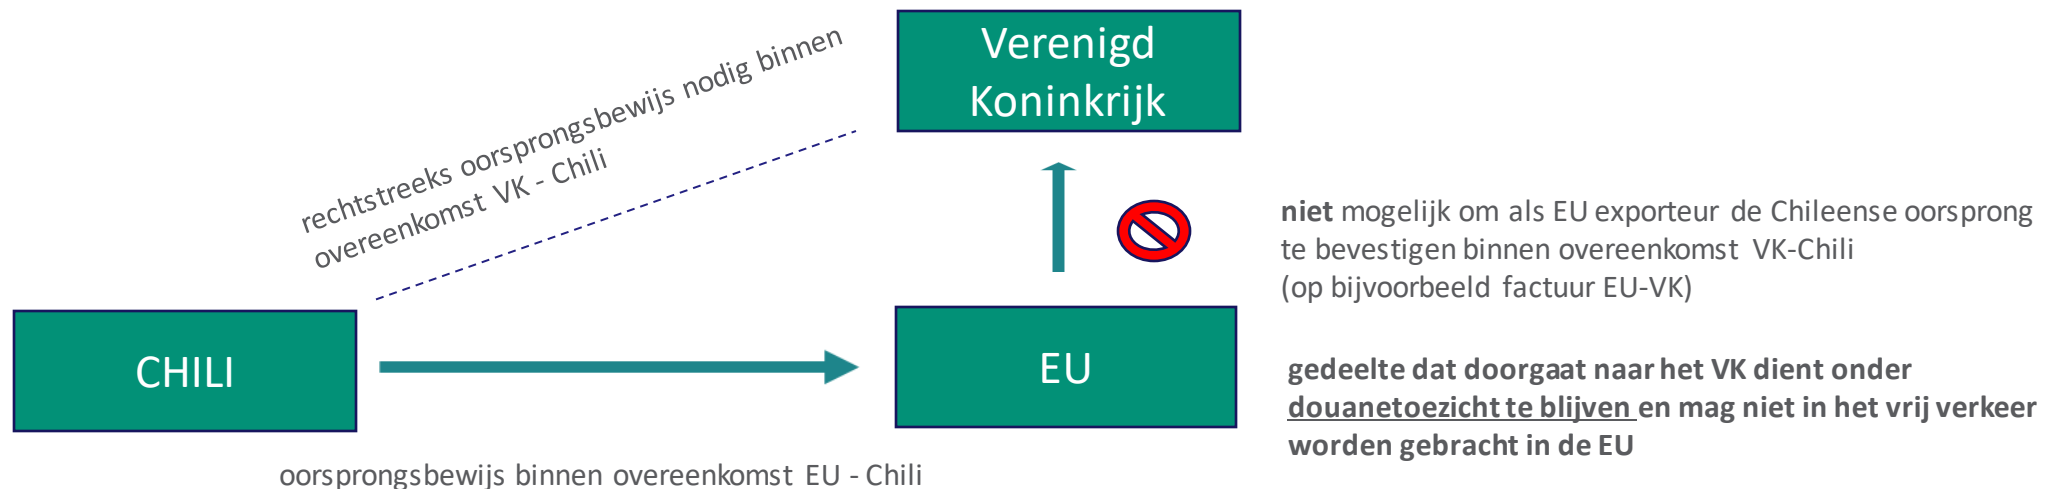 Verenigd
Koninkrijk
rechtstreeks oorsprongsbewijs nodig binnen
overeenkomst VK - Chili
niet mogelijk om als EU exporteur de Chileense oorsprong
te bevestigen binnen overeenkomst VK-Chili
(op bijvoorbeeld factuur EU-VK)
CHILI
EU
gedeelte dat doorgaat naar het VK dient onder
douanetoezicht te blijven en mag niet in het vrij verkeer
worden gebracht in de EU
oorsprongsbewijs binnen overeenkomst EU - Chili